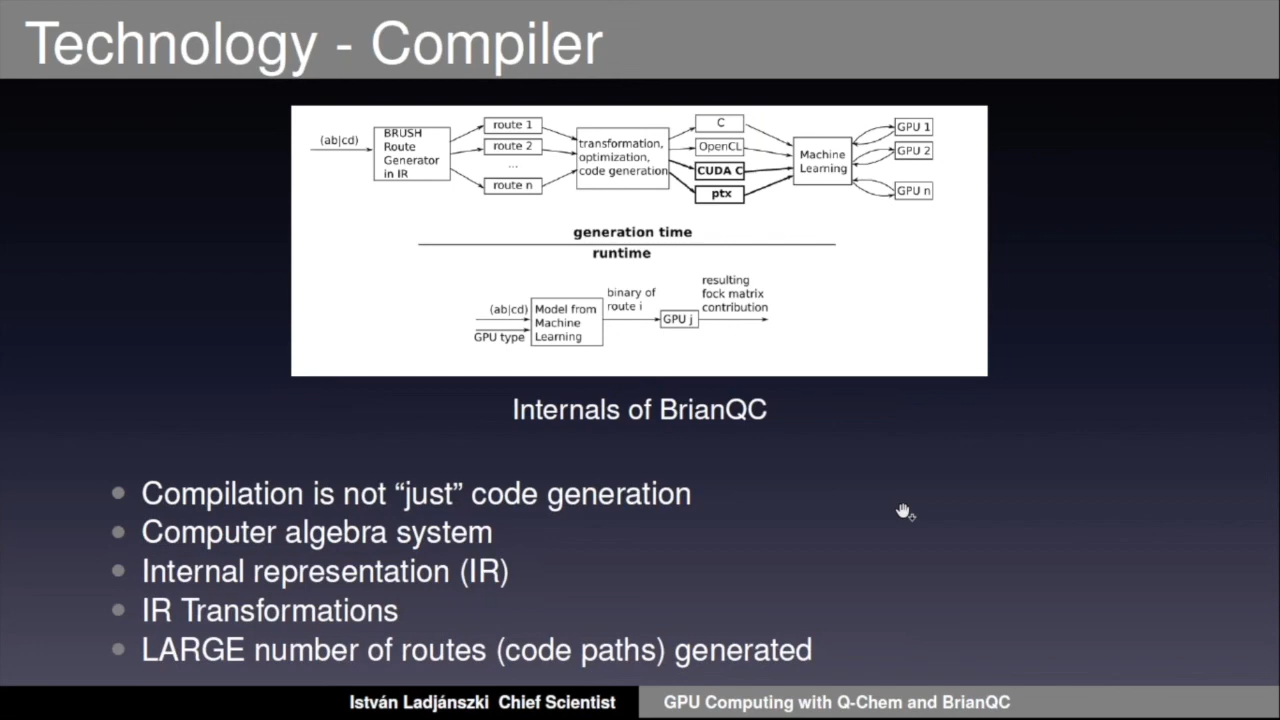 Technology - Compiler
(ab|cd)
BRUSH
Route
Generator
in IR
route 1
route 2
...
route n
transformation,
optimization,
code generation
C
OpenCL
CUDA C
ptx
Machine
Learning
GPU 1
GPU 2
GPU n
generation time
runtime
(ab|cd)
GPU type
Model from
Machine
Learning
binary of
route i
GPU j
resulting
fock matrix
contribution
Internals of BrianQC
• Compilation is not “just” code generation
• Computer algebra system
• Internal representation (IR)
• IR Transformations
• LARGE number of routes (code paths) generated
István Ladjánszki Chief Scientist
GPU Computing with Q-Chem and BrianQC